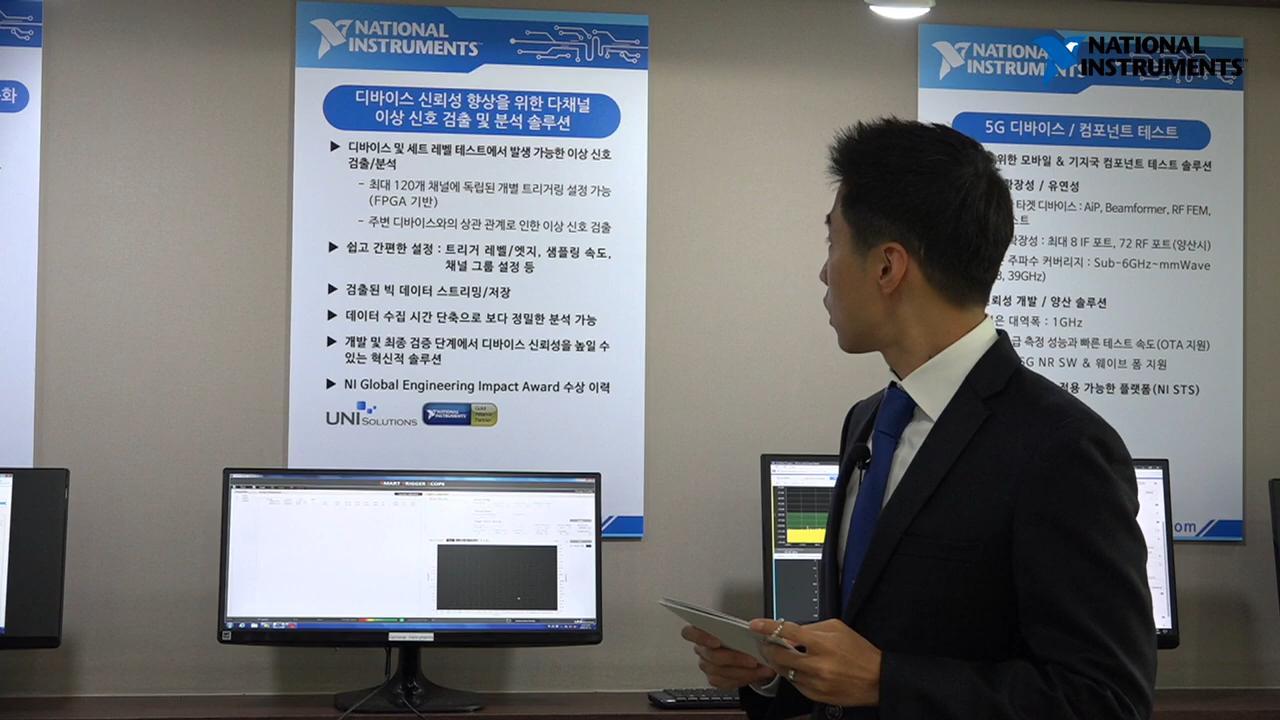 화
NATIONAL
INSTRUMENTS
디바이스 신뢰성 향상을 위한 다채널
이상 신호 검출 및 분석 솔루션
▶ 디바이스 및 세트 레벨 테스트에서 발생 가능한 이상 신호
검출/분석
- 최대 120개 채널에 독립된 개별 트리거링 설정 가능
(FPGA 기반)
- 주변 디바이스와의 상관 관계로 인한 이상 신호 검출
▶ 쉽고 간편한 설정 : 트리거 레벨/엣지, 샘플링 속도,
채널 그룹 설정 등
▶ 검출된 빅 데이터 스트리밍/저장
▶ 데이터 수집 시간 단축으로 보다 정밀한 분석 가능
▶ 개발 및 최종 검증 단계에서 디바이스 신뢰성을 높일 수
있는 혁신적 솔루션
▶ NI Global Engineering Impact Award 수상 이력
UNI SOLUTIONS
NATIONAL INSTRUMENTS
Gold
Alliance
Partner
SMART TRIGGER SCOPE
NATIONAL
INSTRUM
NATIONAL
INSTRUMENTS
5G 디바이스 / 컴포넌트 테스트
위한 모바일 & 기지국 컴포넌트 테스트 솔루션
확장성 / 유연성
타겟 디바이스 : AiP, Beamformer, RF FEM,
스트
확장성 : 최대 8 IF 포트, 72 RF 포트(양산시)
주파수 커버리지 : Sub-6GHz~mmWave
, 39GHz)
뢰성 개발 / 양산 솔루션
은 대역폭 : 1GHz
급 측정 성능과 빠른 테스트 속도(OTA 지원)
5G NR SW & 웨이브 폼 지원
적용 가능한 플랫폼(NI STS)
om